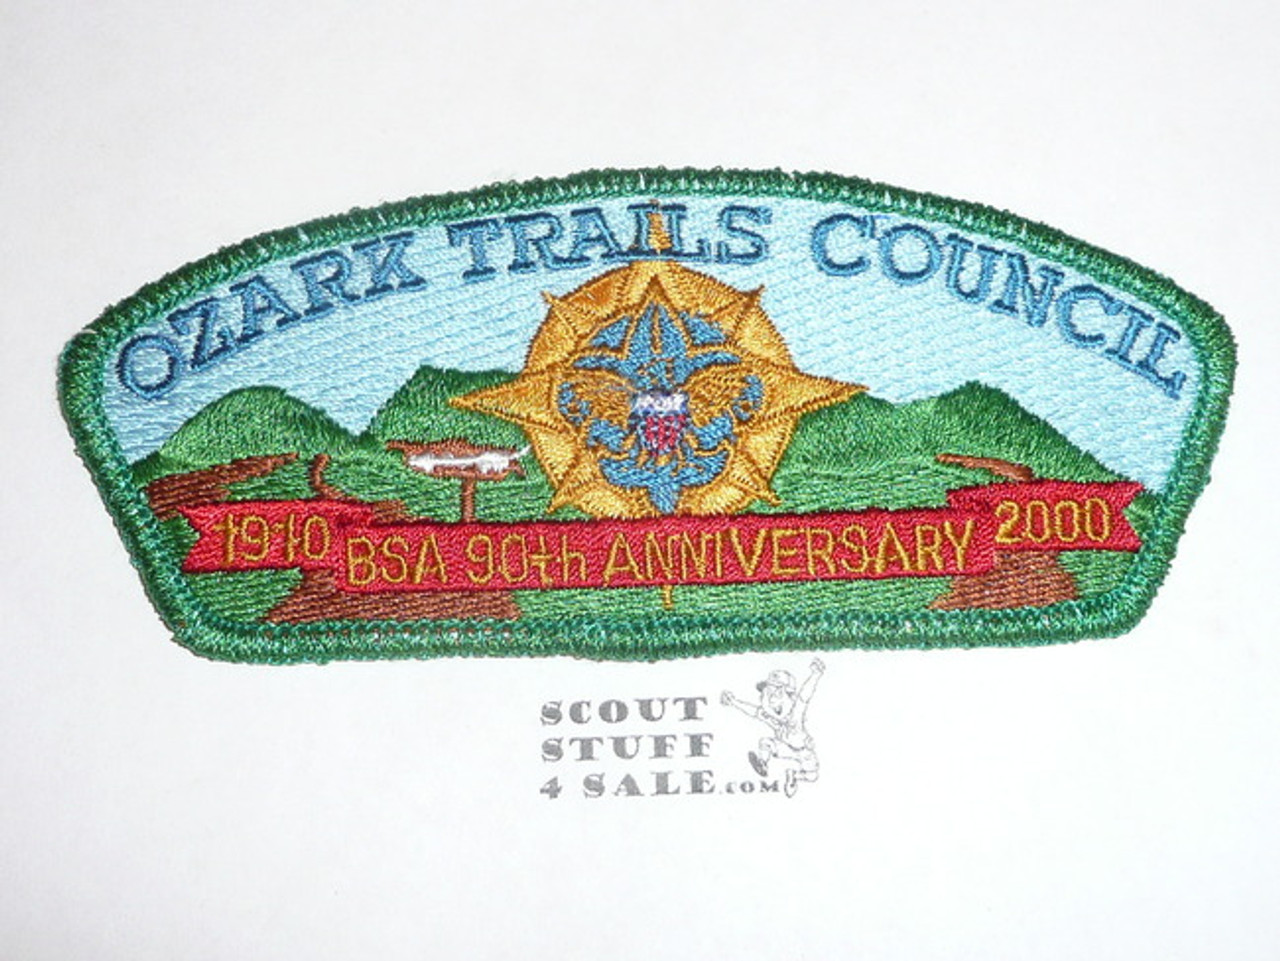 OZARK TRAILS COUNCIL
1910 BSA 90th ANNIVERSARY 2000
SCOUT
STUFF
4 SALE.COM